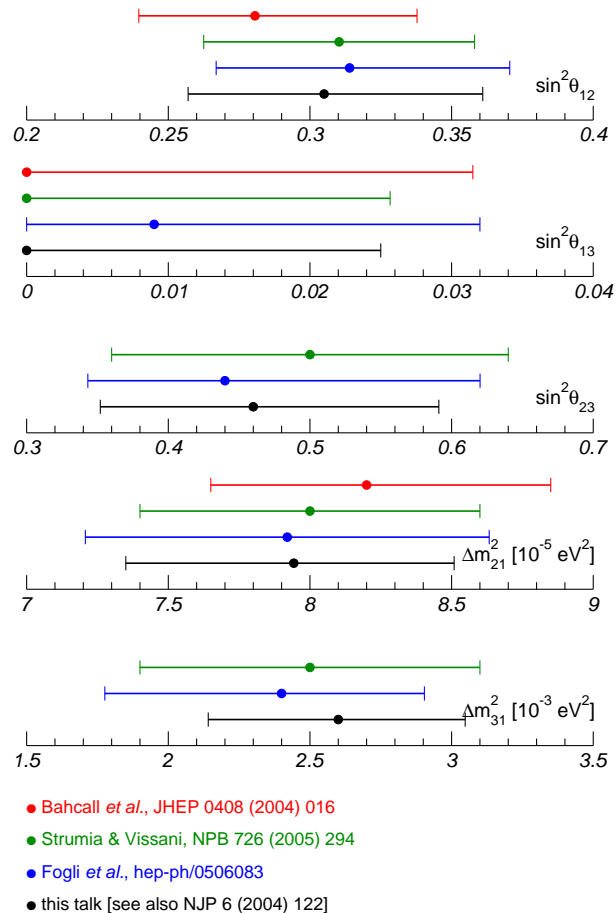 sin²θ₁₂
0.2 0.25 0.3 0.35 0.4
sin²θ₁₃
0 0.01 0.02 0.03 0.04
sin²θ₂₃
0.3 0.4 0.5 0.6 0.7
Δm²₂₁ [10⁻⁵ eV²]
7 7.5 8 8.5 9
Δm²₃₁ [10⁻³ eV²]
1.5 2 2.5 3 3.5
Bahcall et al., JHEP 0408 (2004) 016
Strumia & Vissani, NPB 726 (2005) 294
Fogli et al., hep-ph/0506083
this talk [see also NJP 6 (2004) 122]